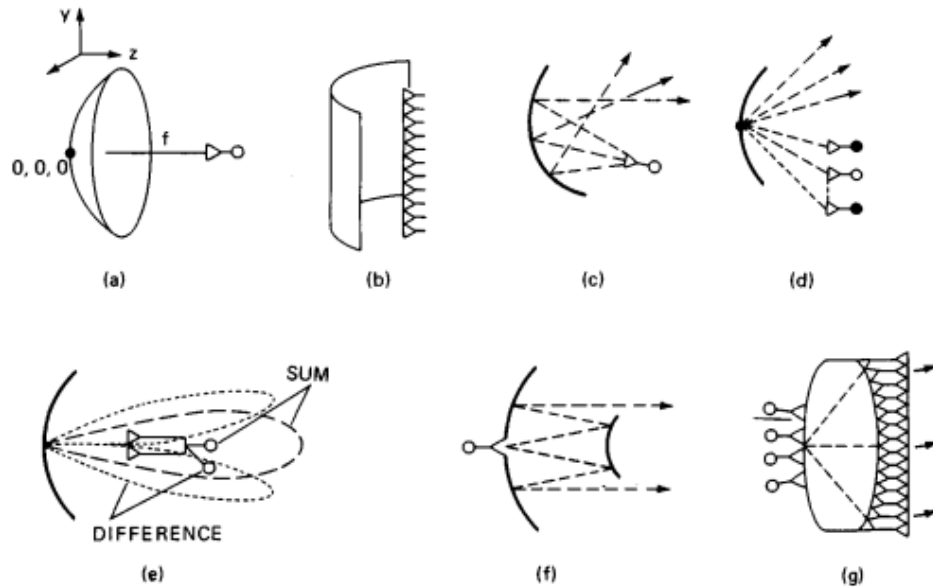 y
z
f
0, 0, 0
(a)
(b)
(c)
(d)
SUM
DIFFERENCE
(e)
(f)
(g)